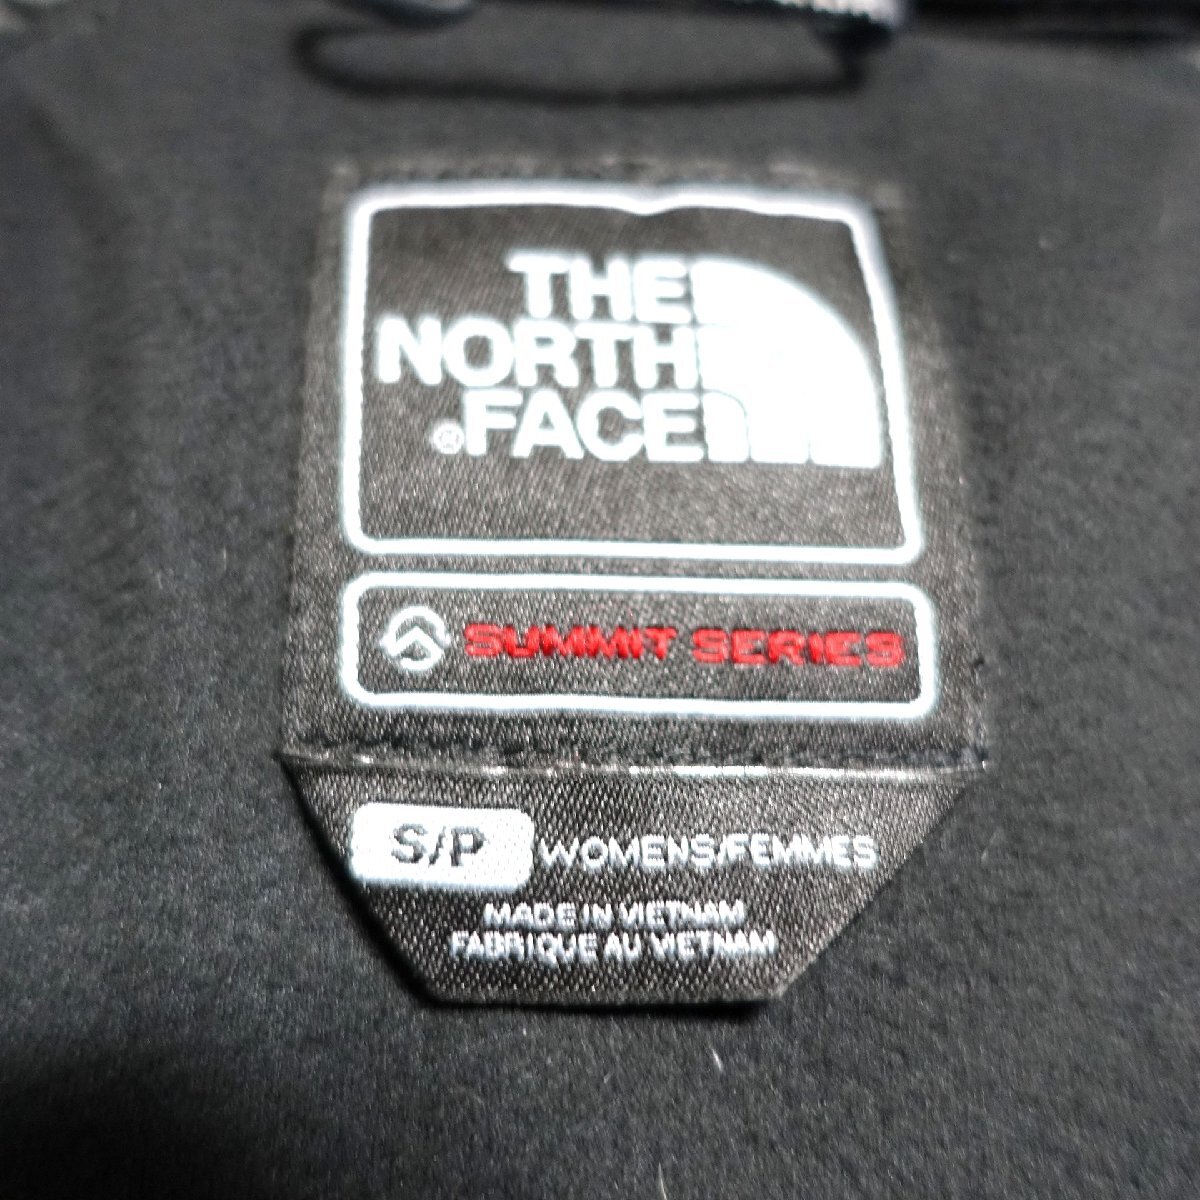 THE
NORTH
®FACE
SUMMIT SERIES
S/P WOMENS/FEMMES
MADE IN VIETNAM
FABRIQUE AU VIETNAM